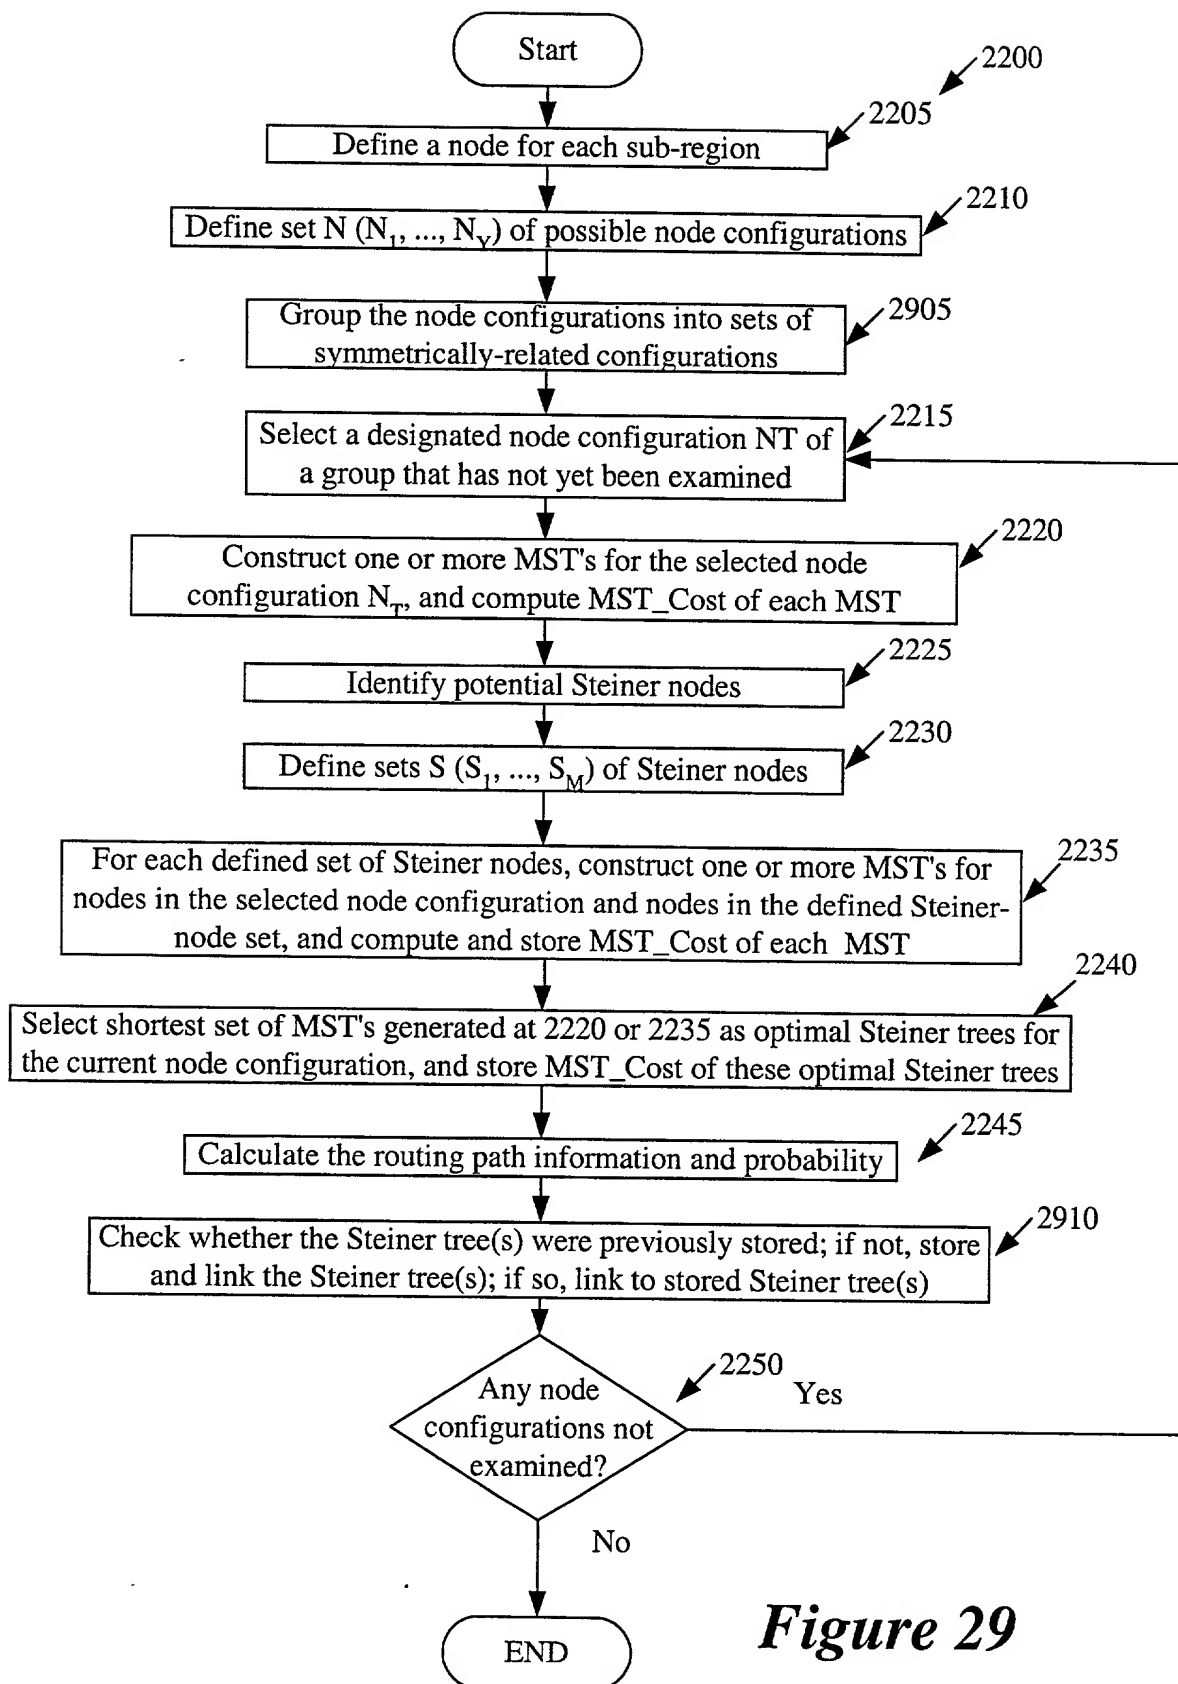 Start
2200
2205
Define a node for each sub-region
2210
Define set N (N1, ..., NY) of possible node configurations
2905
Group the node configurations into sets of
symmetrically-related configurations
2215
Select a designated node configuration NT of
a group that has not yet been examined
2220
Construct one or more MST's for the selected node
configuration NT, and compute MST_Cost of each MST
2225
Identify potential Steiner nodes
2230
Define sets S (S1, ..., SM) of Steiner nodes
2235
For each defined set of Steiner nodes, construct one or more MST's for
nodes in the selected node configuration and nodes in the defined Steiner-
node set, and compute and store MST_Cost of each MST
2240
Select shortest set of MST's generated at 2220 or 2235 as optimal Steiner trees for
the current node configuration, and store MST_Cost of these optimal Steiner trees
2245
Calculate the routing path information and probability
2910
Check whether the Steiner tree(s) were previously stored; if not, store
and link the Steiner tree(s); if so, link to stored Steiner tree(s)
2250
Yes
Any node
configurations not
examined?
No
END
Figure 29